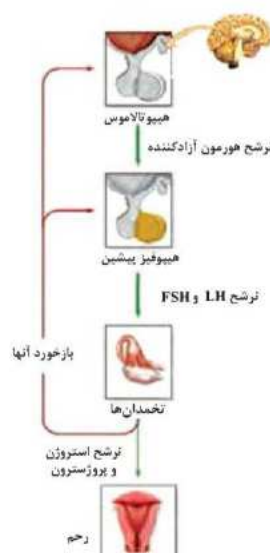 هیپوتالاموس
ترشح هورمون آزادکننده
هیپوفیز پیشین
ترشح LH و FSH
بازخورد آنها
تخمدان‌ها
ترشح استروژن
و پروژسترون
رحم